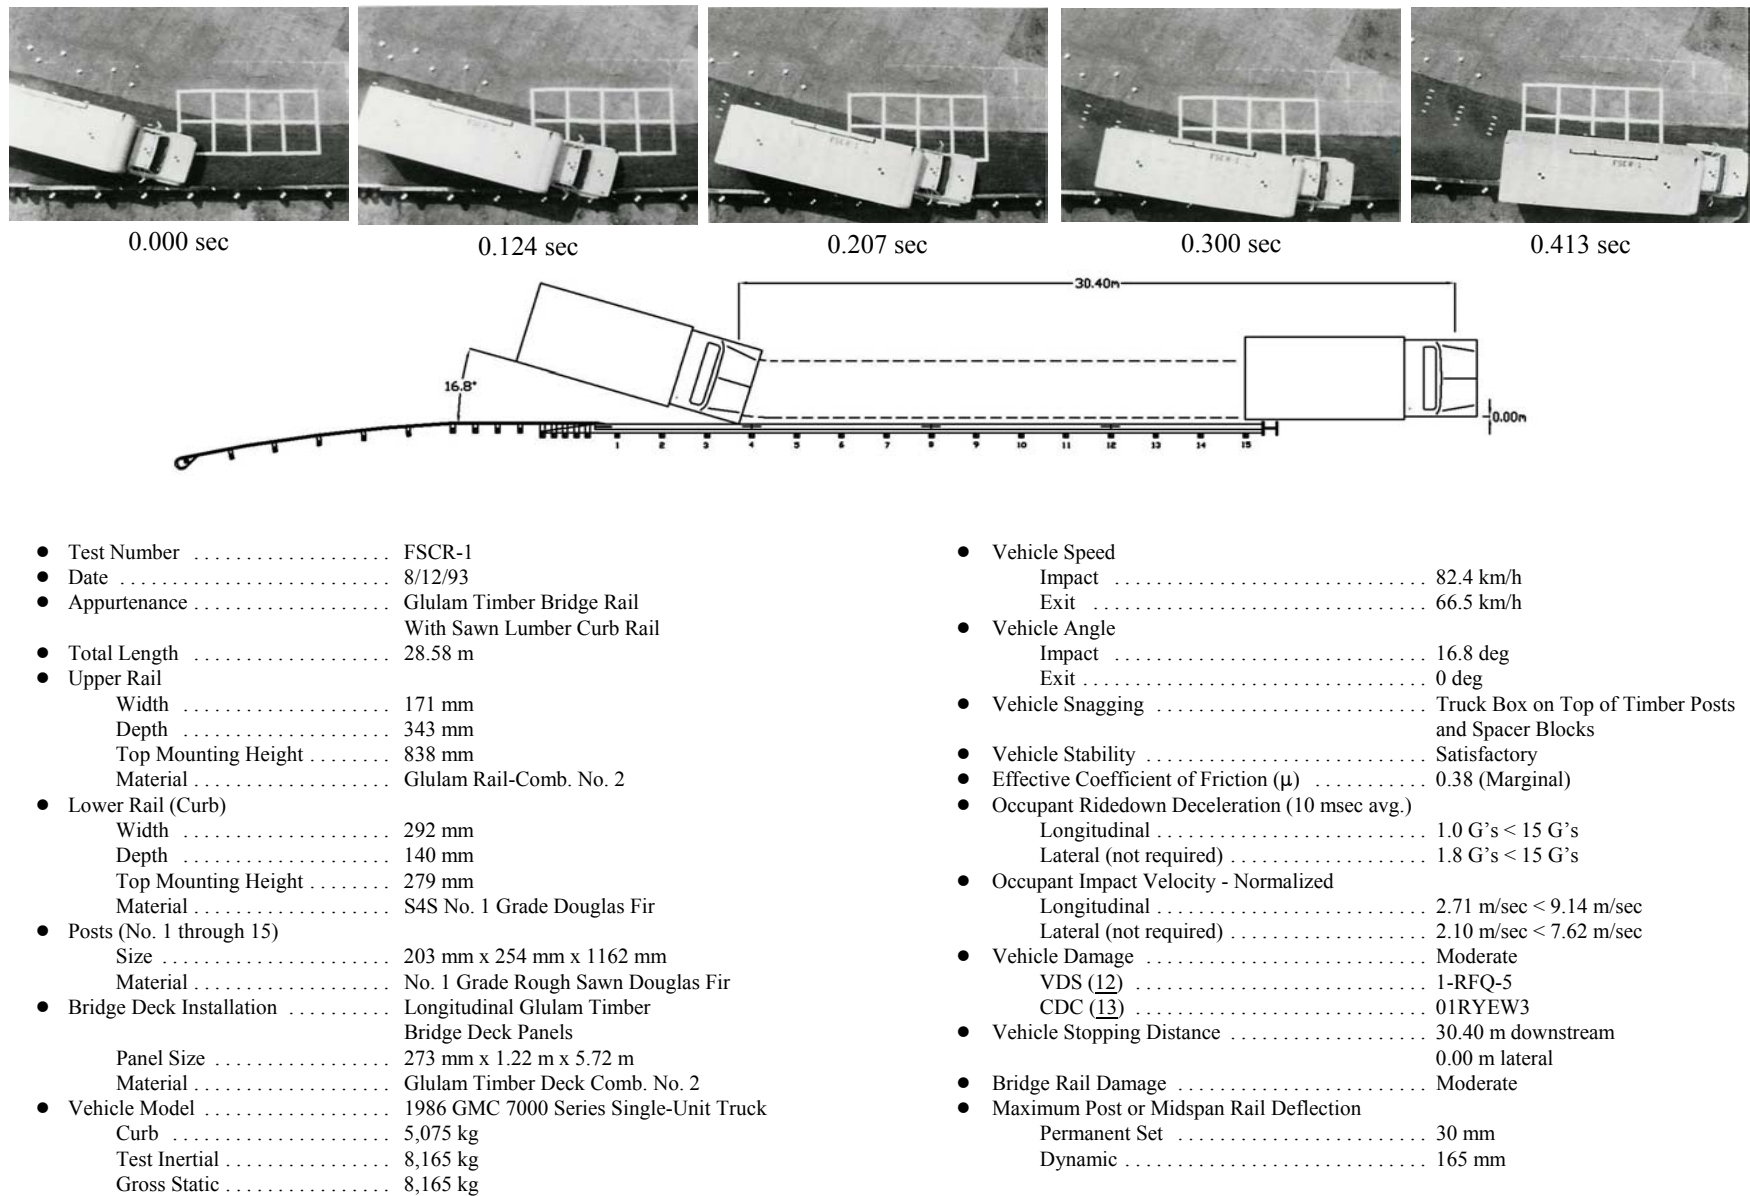 0.000 sec
0.124 sec
0.207 sec
0.300 sec
0.413 sec
30.40m
16.8°
0.00m
1 2 3 4 5 6 7 8 9 10 11 12 13 14 15
● Test Number . . . . . . . . . . . . . . . . . . . FSCR-1
● Date . . . . . . . . . . . . . . . . . . . . . . . . . . 8/12/93
● Appurtenance . . . . . . . . . . . . . . . . . . . Glulam Timber Bridge Rail
With Sawn Lumber Curb Rail
● Total Length . . . . . . . . . . . . . . . . . . . 28.58 m
● Upper Rail
Width . . . . . . . . . . . . . . . . . . . . 171 mm
Depth . . . . . . . . . . . . . . . . . . . . 343 mm
Top Mounting Height . . . . . . . . 838 mm
Material . . . . . . . . . . . . . . . . . . . Glulam Rail-Comb. No. 2
● Lower Rail (Curb)
Width . . . . . . . . . . . . . . . . . . . . 292 mm
Depth . . . . . . . . . . . . . . . . . . . . 140 mm
Top Mounting Height . . . . . . . . 279 mm
Material . . . . . . . . . . . . . . . . . . . S4S No. 1 Grade Douglas Fir
● Posts (No. 1 through 15)
Size . . . . . . . . . . . . . . . . . . . . . . 203 mm x 254 mm x 1162 mm
Material . . . . . . . . . . . . . . . . . . . No. 1 Grade Rough Sawn Douglas Fir
● Bridge Deck Installation . . . . . . . . . . Longitudinal Glulam Timber
Bridge Deck Panels
Panel Size . . . . . . . . . . . . . . . . . 273 mm x 1.22 m x 5.72 m
Material . . . . . . . . . . . . . . . . . . . Glulam Timber Deck Comb. No. 2
● Vehicle Model . . . . . . . . . . . . . . . . . . 1986 GMC 7000 Series Single-Unit Truck
Curb . . . . . . . . . . . . . . . . . . . . . 5,075 kg
Test Inertial . . . . . . . . . . . . . . . . 8,165 kg
Gross Static . . . . . . . . . . . . . . . . 8,165 kg
● Vehicle Speed
Impact . . . . . . . . . . . . . . . . . . . . . . . . . . . . . . 82.4 km/h
Exit . . . . . . . . . . . . . . . . . . . . . . . . . . . . . . . . 66.5 km/h
● Vehicle Angle
Impact . . . . . . . . . . . . . . . . . . . . . . . . . . . . . . 16.8 deg
Exit . . . . . . . . . . . . . . . . . . . . . . . . . . . . . . . . . 0 deg
● Vehicle Snagging . . . . . . . . . . . . . . . . . . . . . . . . . . Truck Box on Top of Timber Posts
and Spacer Blocks
● Vehicle Stability . . . . . . . . . . . . . . . . . . . . . . . . . . . Satisfactory
● Effective Coefficient of Friction (μ) . . . . . . . . . . . 0.38 (Marginal)
● Occupant Ridedown Deceleration (10 msec avg.)
Longitudinal . . . . . . . . . . . . . . . . . . . . . . . . . . 1.0 G's < 15 G's
Lateral (not required) . . . . . . . . . . . . . . . . . . . 1.8 G's < 15 G's
● Occupant Impact Velocity - Normalized
Longitudinal . . . . . . . . . . . . . . . . . . . . . . . . . . 2.71 m/sec < 9.14 m/sec
Lateral (not required) . . . . . . . . . . . . . . . . . . . 2.10 m/sec < 7.62 m/sec
● Vehicle Damage . . . . . . . . . . . . . . . . . . . . . . . . . . . Moderate
VDS (12) . . . . . . . . . . . . . . . . . . . . . . . . . . . . 1-RFQ-5
CDC (13) . . . . . . . . . . . . . . . . . . . . . . . . . . . . 01RYEW3
● Vehicle Stopping Distance . . . . . . . . . . . . . . . . . . . . 30.40 m downstream
0.00 m lateral
● Bridge Rail Damage . . . . . . . . . . . . . . . . . . . . . . . . Moderate
● Maximum Post or Midspan Rail Deflection
Permanent Set . . . . . . . . . . . . . . . . . . . . . . . . 30 mm
Dynamic . . . . . . . . . . . . . . . . . . . . . . . . . . . . . 165 mm